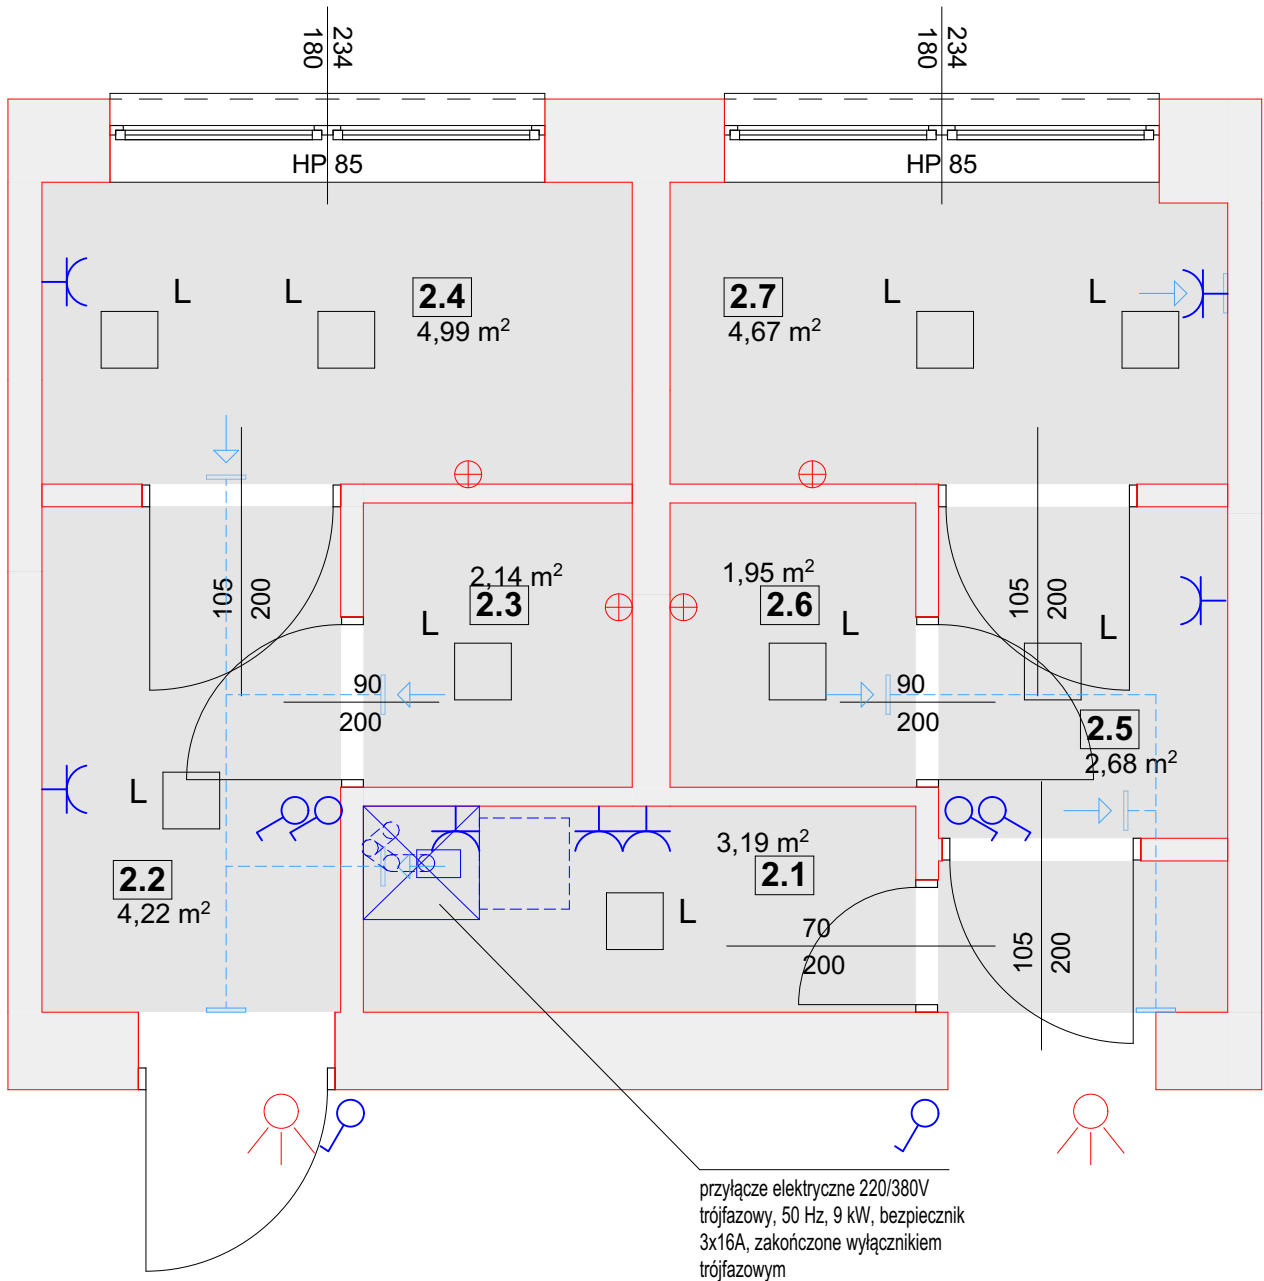 234
180
234
180
HP 85
HP 85
L
L
2.4
4,99 m²
2.7
4,67 m²
L
L
105
200
2,14 m²
2.3
L
1,95 m²
2.6
L
105
200
L
90
200
90
200
2.5
2,68 m²
L
2.2
4,22 m²
3,19 m²
2.1
L
70
200
105
200
przyłącze elektryczne 220/380V
trójfazowy, 50 Hz, 9 kW, bezpiecznik
3x16A, zakończone wyłącznikiem
trójfazowym